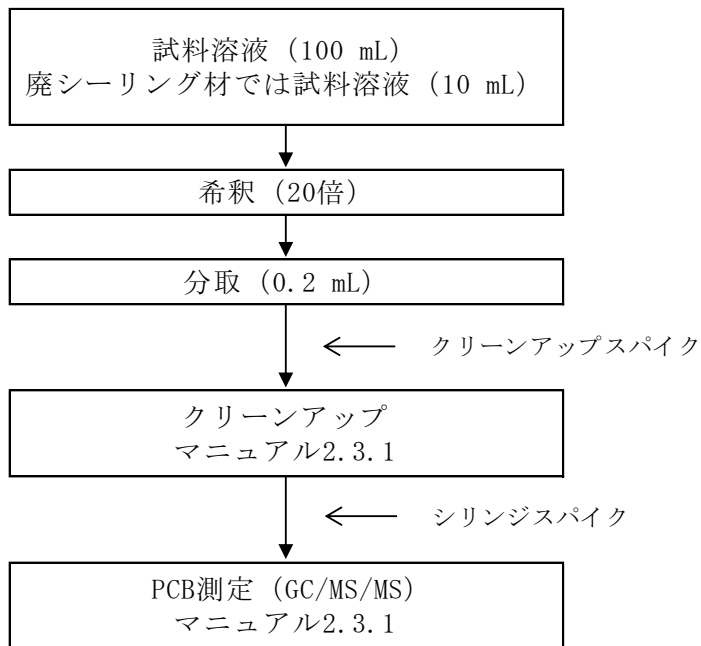 試料溶液 (100 mL)
廃シーリング材では試料溶液 (10 mL)
希釈 (20倍)
分取 (0.2 mL)
クリーンアップスパイク
クリーンアップ
マニュアル2.3.1
シリンジスパイク
PCB測定 (GC/MS/MS)
マニュアル2.3.1